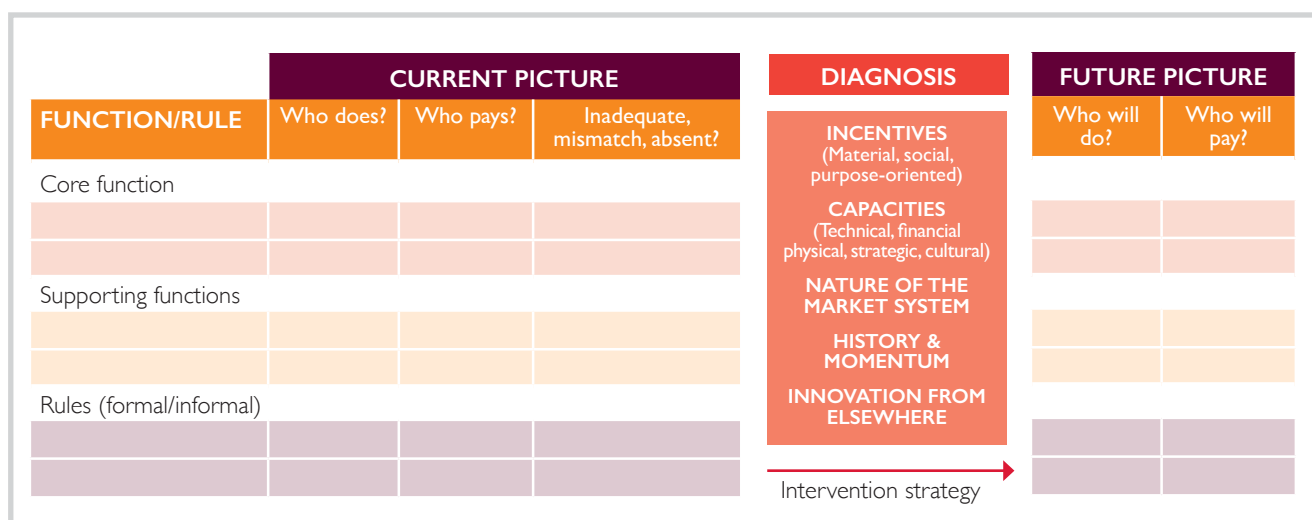 CURRENT PICTURE
FUNCTION/RULE
Who does?
Who pays?
Inadequate,
mismatch, absent?
Core function
Supporting functions
Rules (formal/informal)
DIAGNOSIS
INCENTIVES
(Material, social,
purpose-oriented)
CAPACITIES
(Technical, financial
physical, strategic, cultural)
NATURE OF THE
MARKET SYSTEM
HISTORY &
MOMENTUM
INNOVATION FROM
ELSEWHERE
Intervention strategy
FUTURE PICTURE
Who will
do?
Who will
pay?